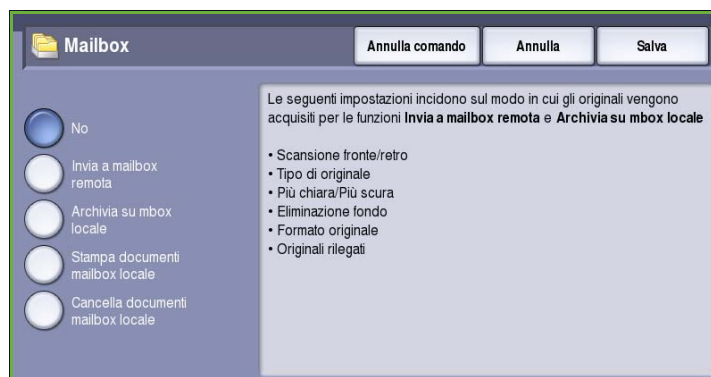 Mailbox
Annulla comando
Annulla
Salva
No
Invia a mailbox
remota
Archivia su mbox
locale
Stampa documenti
mailbox locale
Cancella documenti
mailbox locale
Le seguenti impostazioni incidono sul modo in cui gli originali vengono
acquisiti per le funzioni Invia a mailbox remota e Archivia su mbox locale
• Scansione fronte/retro
• Tipo di originale
• Più chiara/Più scura
• Eliminazione fondo
• Formato originale
• Originali rilegati